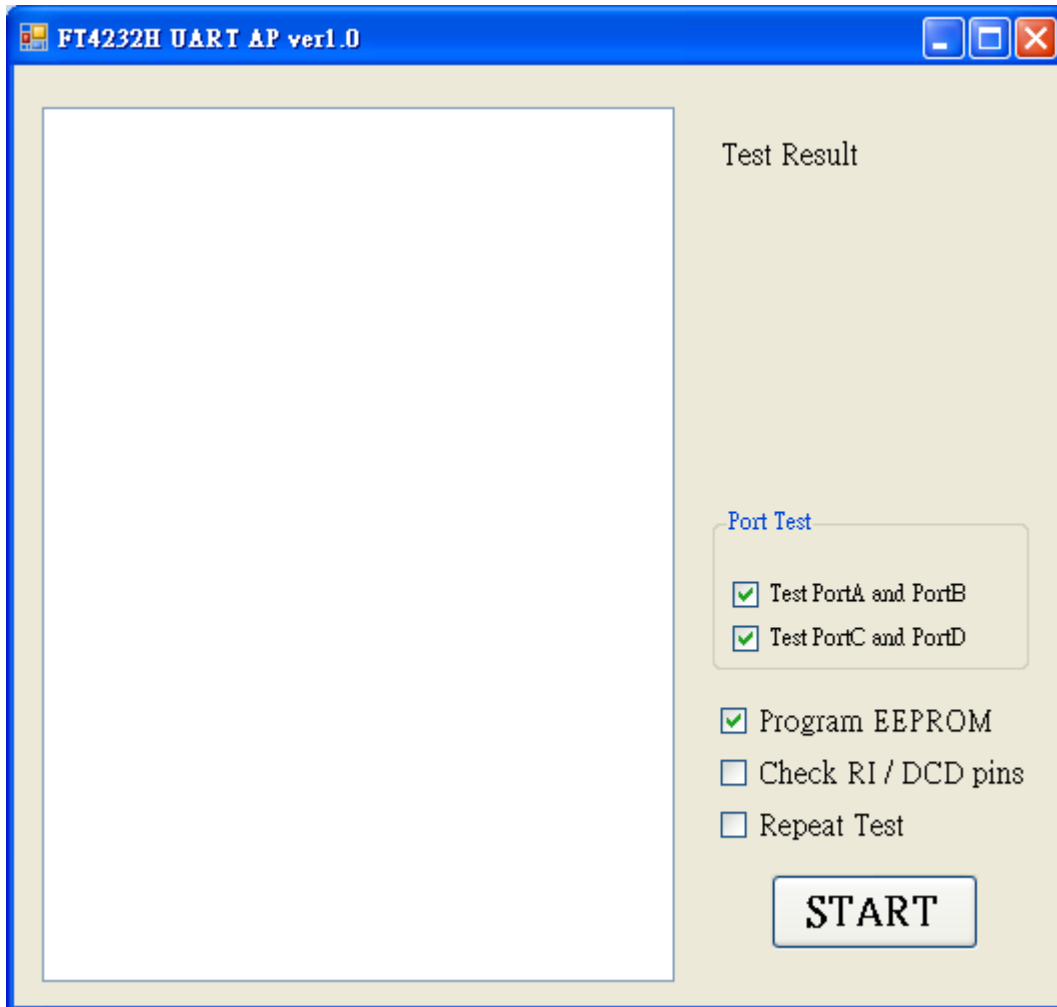 FT4232H UART AP ver1.0
Test Result
Port Test
Test PortA and PortB
Test PortC and PortD
Program EEPROM
Check RI / DCD pins
Repeat Test
START